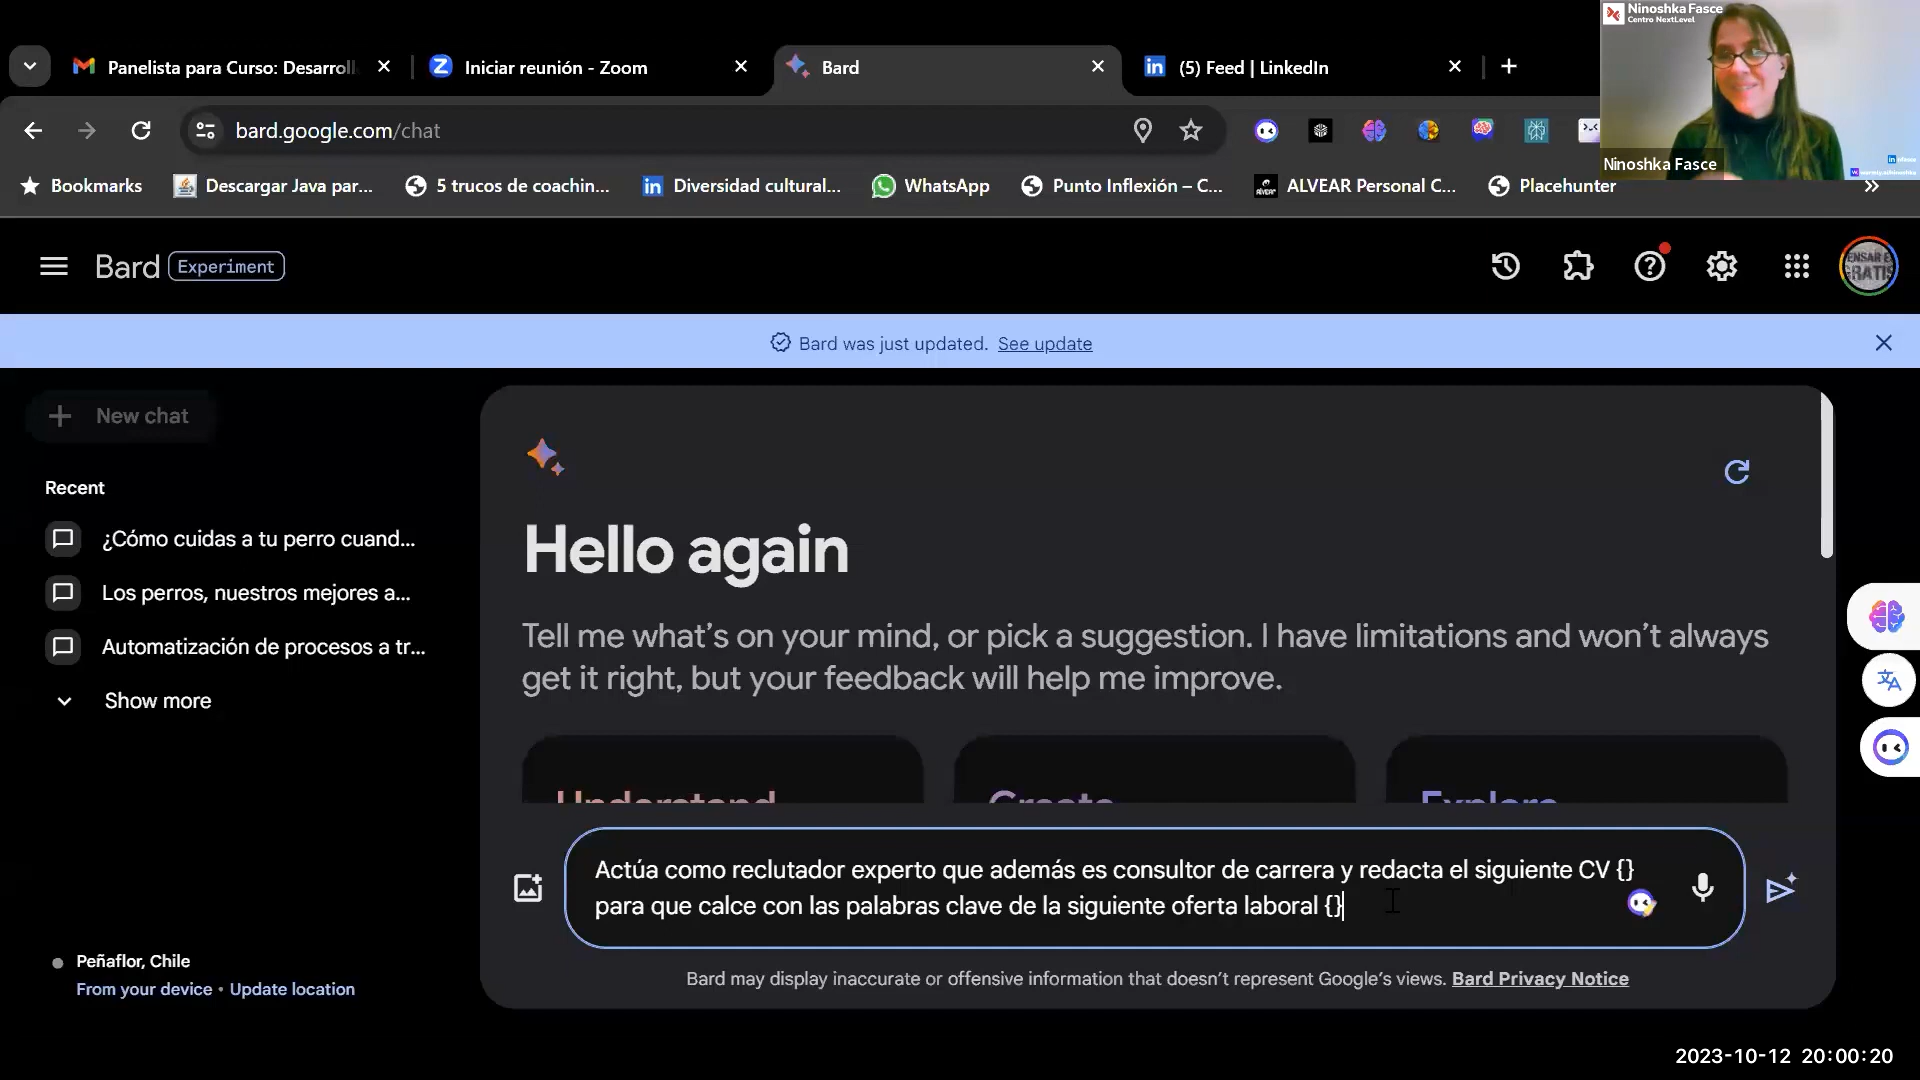 Ninoshka Fasce
Centro NextLevel
Panelista para Curso: Desarroll
Iniciar reunión - Zoom
Bard
(5) Feed | LinkedIn
bard.google.com/chat
Ninoshka Fasce
Bookmarks
Descargar Java par...
5 trucos de coachin...
Diversidad cultural...
WhatsApp
Punto Inflexión – C...
ALVEAR Personal C...
Placehunter
Bard Experiment
ENSAR E
GRATIS
Bard was just updated. See update
New chat
Recent
¿Cómo cuidas a tu perro cuand...
Los perros, nuestros mejores a...
Automatización de procesos a tr...
Show more
Hello again
Tell me what's on your mind, or pick a suggestion. I have limitations and won't always
get it right, but your feedback will help me improve.
Understand
Create
Explore
Actúa como reclutador experto que además es consultor de carrera y redacta el siguiente CV {}
para que calce con las palabras clave de la siguiente oferta laboral {}
Bard may display inaccurate or offensive information that doesn't represent Google's views. Bard Privacy Notice
Peñaflor, Chile
From your device • Update location
2023-10-12 20:00:20